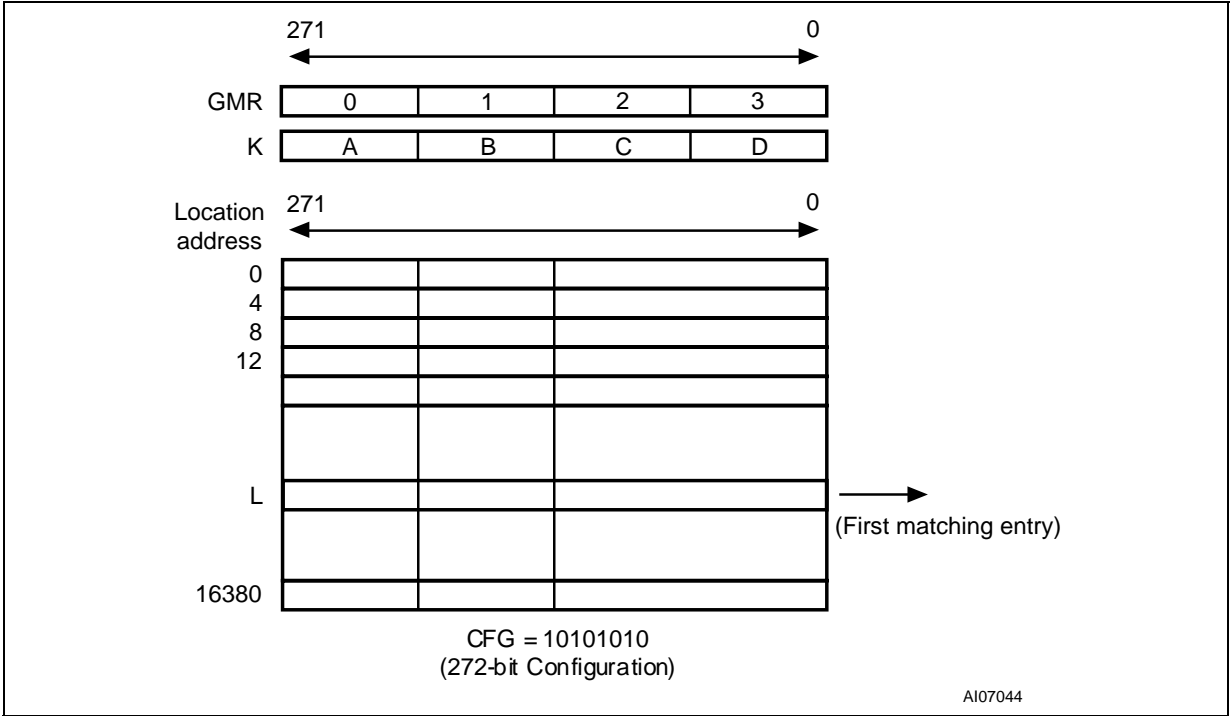 271 0
GMR 0 1 2 3
K A B C D
Location
address
271 0
0
4
8
12
L
(First matching entry)
16380
CFG = 10101010
(272-bit Configuration)
AI07044